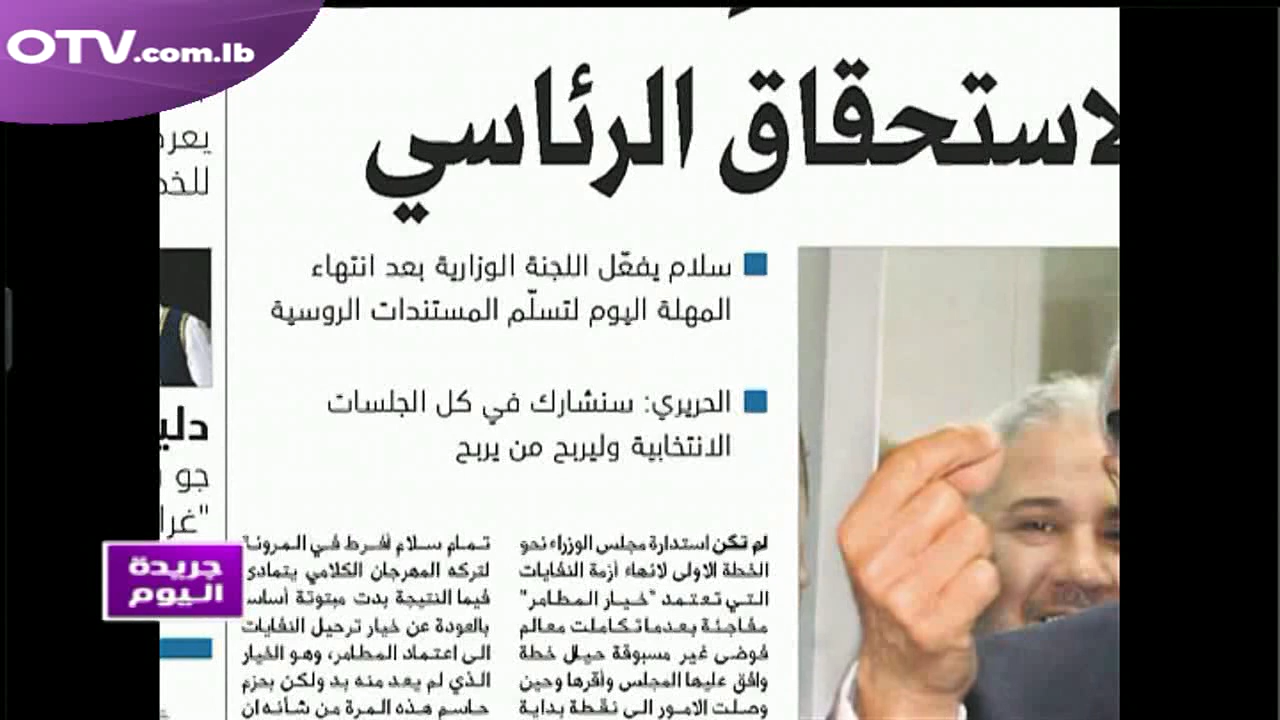 OTV.com.lb
الاستحقاق الرئاسي
سلام يفعّل اللجنة الوزارية بعد انتهاء
المهلة اليوم لتسلّم المستندات الروسية
الحريري: سنشارك في كل الجلسات
الانتخابية وليربح من يربح
لم تكن استدارة مجلس الوزراء نحو
الخطة الاولى لانهاء أزمة النفايات
التي تعتمد "خيار المطامر"
مفاجئة بعدما تكاملت معالم
فوضى غير مسبوقة حيال خطة
وافق عليها المجلس وأقرها وحين
وصلت الامور الى نقطة بداية
تمام سلام أفرط في المرونة
لتركه المهرجان الكلامي يتمادى
فيما النتيجة بدت مبتوتة أساسا
بالعودة عن خيار ترحيل النفايات
الى اعتماد المطامر، وهو الخيار
الذي لم يعد منه بد ولكن بحزم
حاسم هذه المرة من شأنه ان
جو
جريدة
اليوم